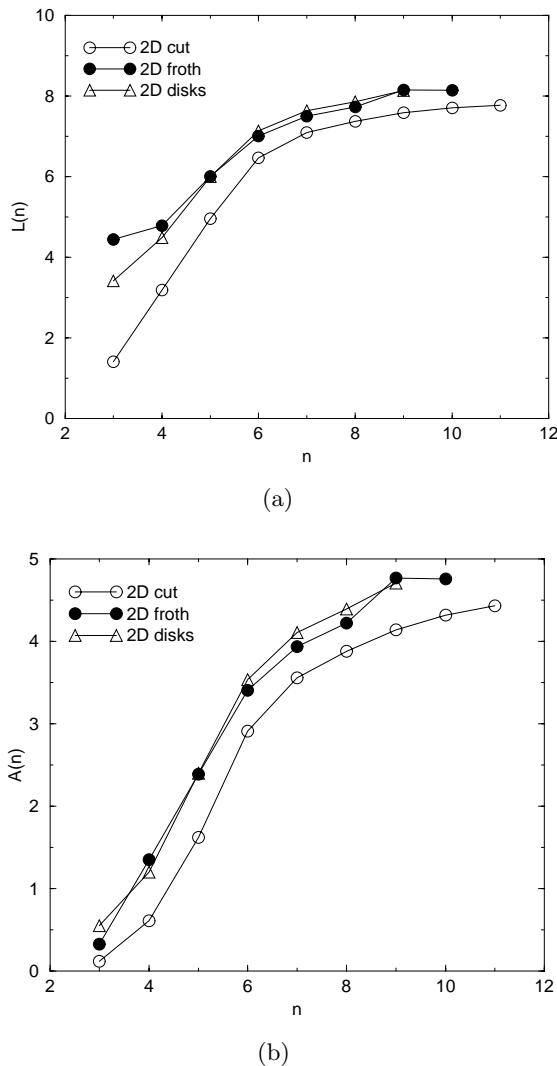 10
8
6
4
2
0
L(n)
2D cut
2D froth
2D disks
2 4 6 8 10 12
n
(a)
5
4
3
2
1
0
A(n)
2D cut
2D froth
2D disks
2 4 6 8 10 12
n
(b)